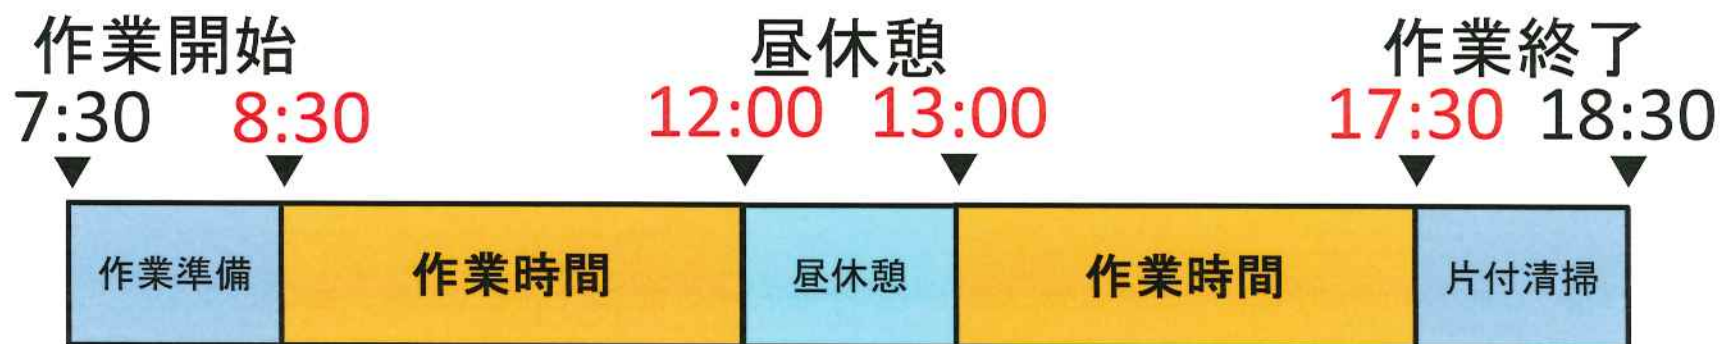 作業開始 昼休憩 作業終了
7:30 8:30 12:00 13:00 17:30 18:30
作業準備 作業時間 昼休憩 作業時間 片付清掃